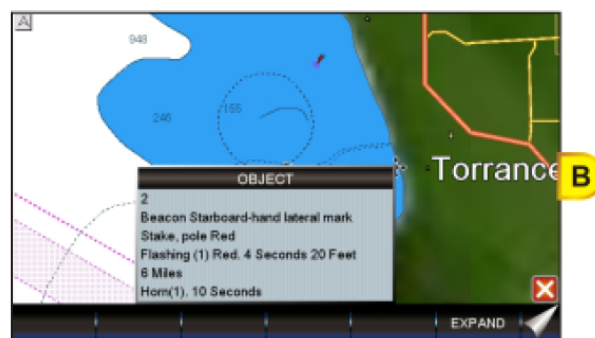 A
948
246
155
Torrance
B
OBJECT
2
Beacon Starboard-hand lateral mark
Stake, pole Red
Flashing (1) Red. 4 Seconds 20 Feet
6 Miles
Horn(1). 10 Seconds
EXPAND